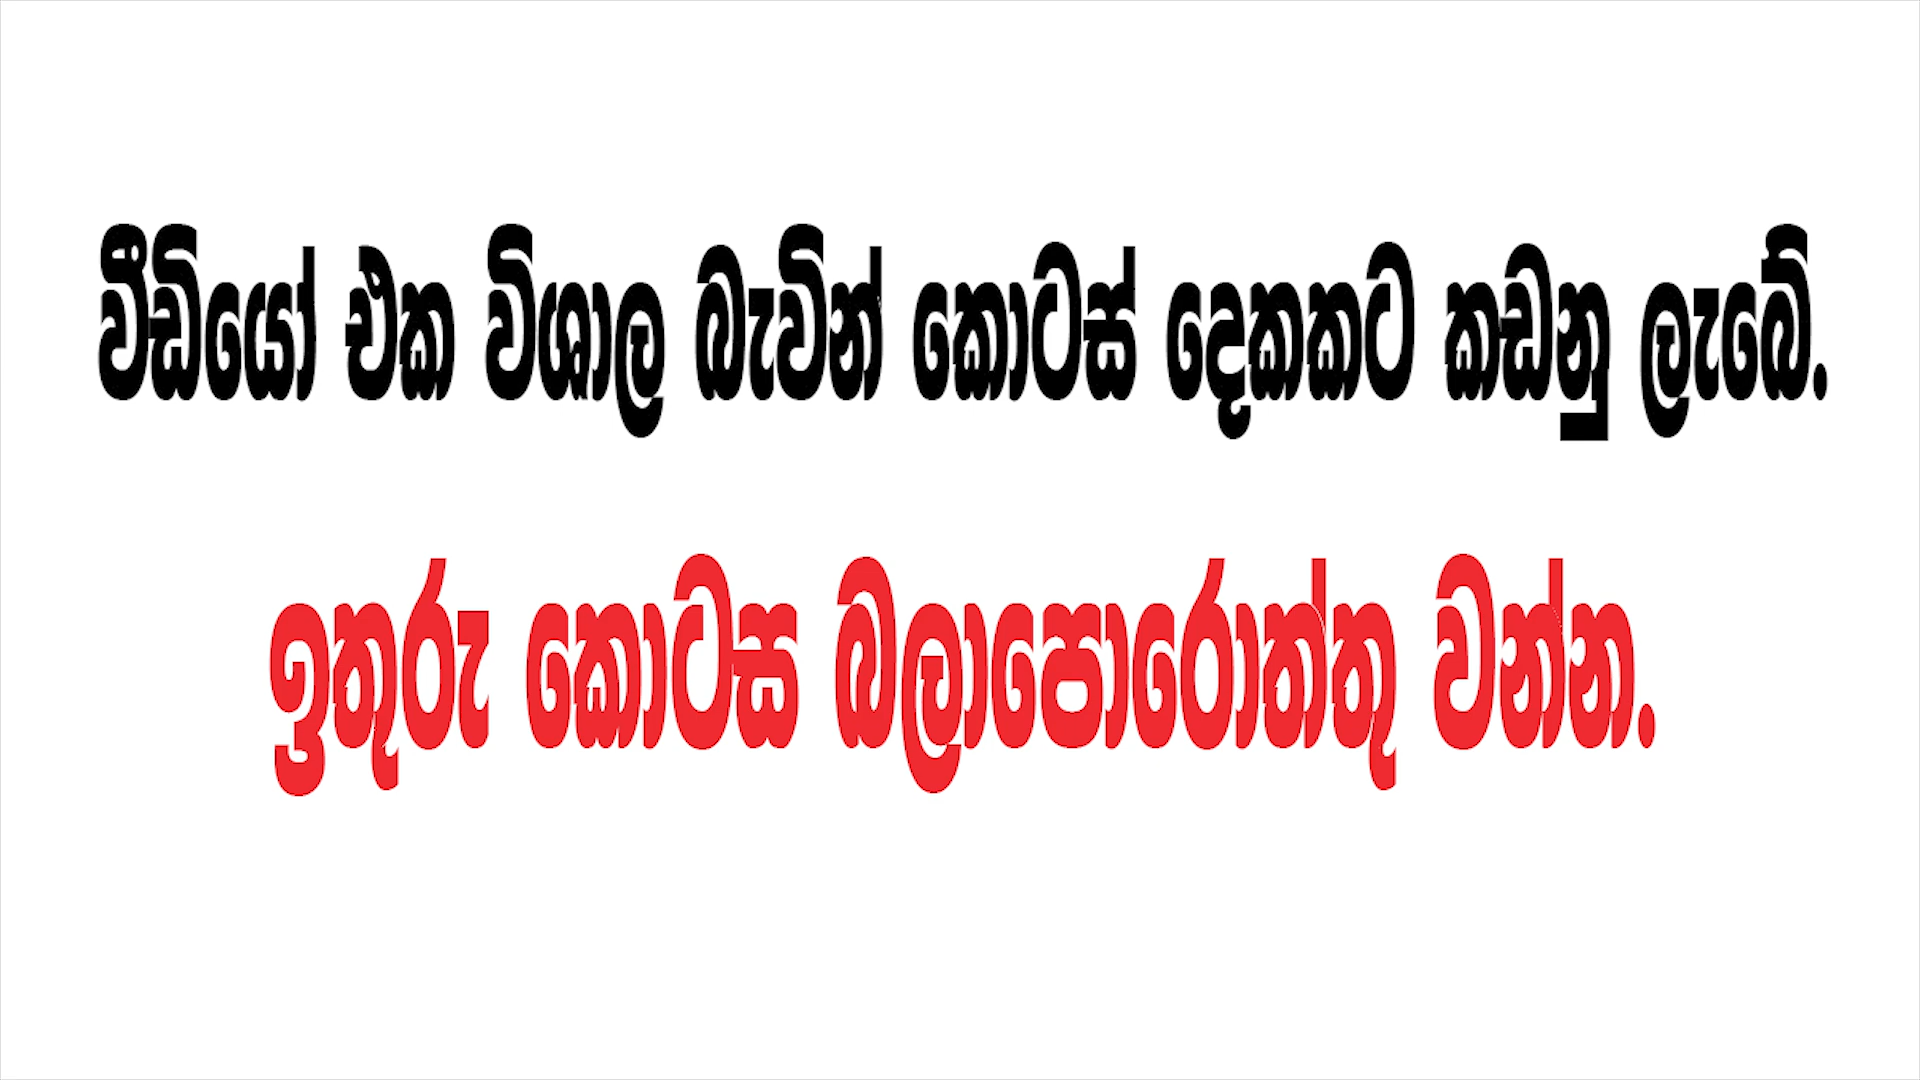 වීඩියෝ එක විශාල බැවින් කොටස් දෙකකට කඩනු ලැබේ.
ඉතුරු කොටස බලාපොරොත්තු වන්න.